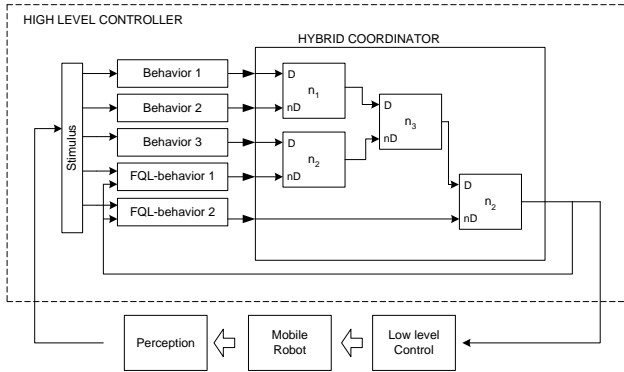 HIGH LEVEL CONTROLLER
HYBRID COORDINATOR
Stimulus
Behavior 1
Behavior 2
Behavior 3
FQL-behavior 1
FQL-behavior 2
D
n1
nD
D
n2
nD
D
n3
nD
D
n2
nD
Perception
Mobile
Robot
Low level
Control